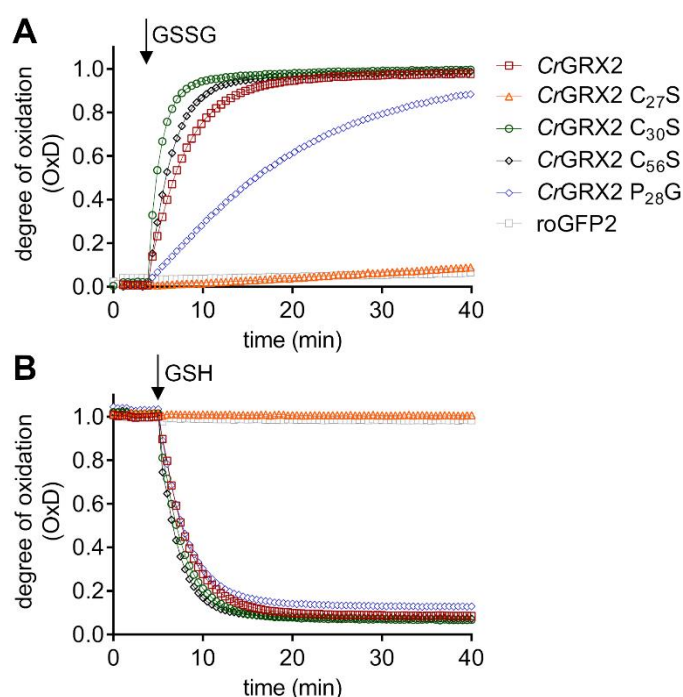 A
GSSG
degree of oxidation
(OxD)
1.0
0.8
0.6
0.4
0.2
0.0
0 10 20 30 40
time (min)
CrGRX2
CrGRX2 C27S
CrGRX2 C30S
CrGRX2 C56S
CrGRX2 P28G
roGFP2
B
GSH
degree of oxidation
(OxD)
1.0
0.8
0.6
0.4
0.2
0.0
0 10 20 30 40
time (min)